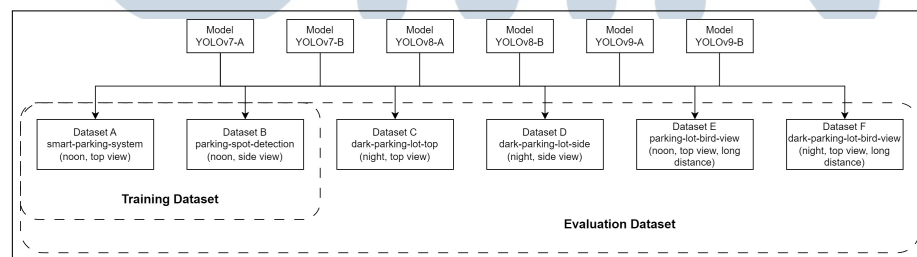 Model
YOLOv7-A
Model
YOLOv7-B
Model
YOLOv8-A
Model
YOLOv8-B
Model
YOLOv9-A
Model
YOLOv9-B
Dataset A
smart-parking-system
(noon, top view)
Dataset B
parking-spot-detection
(noon, side view)
Dataset C
dark-parking-lot-top
(night, top view)
Dataset D
dark-parking-lot-side
(night, side view)
Dataset E
parking-lot-bird-view
(noon, top view, long
distance)
Dataset F
dark-parking-lot-bird-view
(night, top view, long
distance)
Training Dataset
Evaluation Dataset